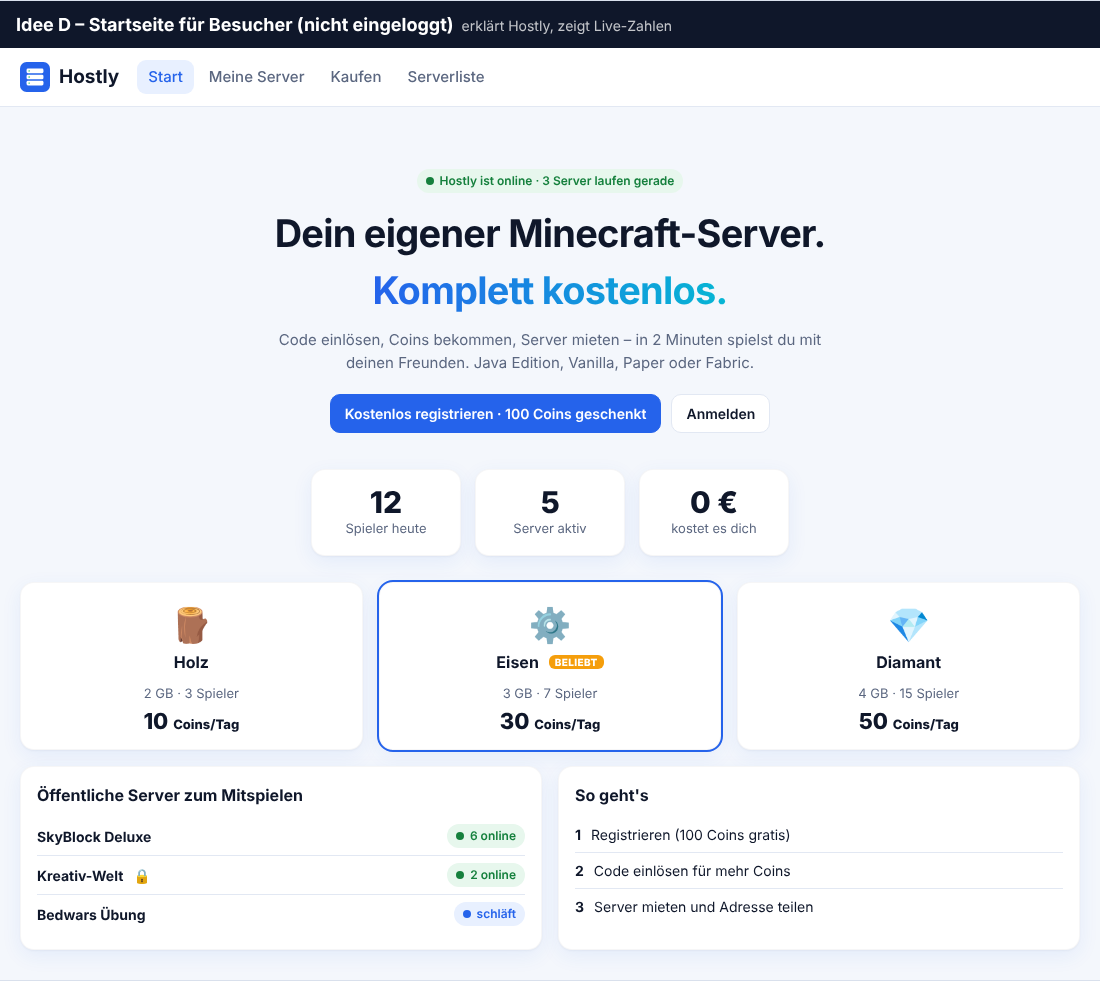 Idee D – Startseite für Besucher (nicht eingeloggt) erklärt Hostly, zeigt Live-Zahlen
Hostly Start Meine Server Kaufen Serverliste
Hostly ist online · 3 Server laufen gerade
Dein eigener Minecraft-Server.
Komplett kostenlos.
Code einlösen, Coins bekommen, Server mieten – in 2 Minuten spielst du mit
deinen Freunden. Java Edition, Vanilla, Paper oder Fabric.
Kostenlos registrieren · 100 Coins geschenkt Anmelden
12
Spieler heute
5
Server aktiv
0 €
kostet es dich
Holz
2 GB · 3 Spieler
10 Coins/Tag
Eisen BELIEBT
3 GB · 7 Spieler
30 Coins/Tag
Diamant
4 GB · 15 Spieler
50 Coins/Tag
Öffentliche Server zum Mitspielen
SkyBlock Deluxe 6 online
Kreativ-Welt 🔒 2 online
Bedwars Übung schläft
So geht's
1 Registrieren (100 Coins gratis)
2 Code einlösen für mehr Coins
3 Server mieten und Adresse teilen